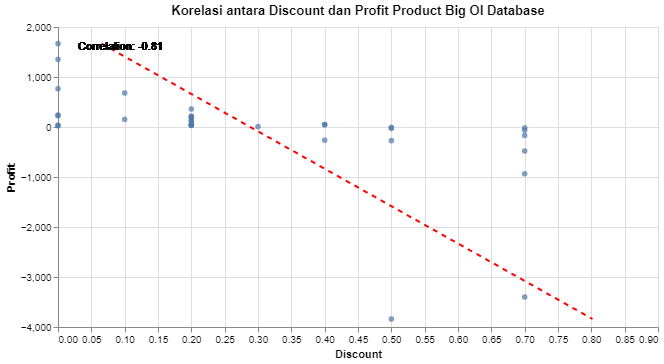 Korelasi antara Discount dan Profit Product Big OI Database
2,000
1,000
0
−1,000
−2,000
−3,000
−4,000
Profit
Correlation: -0.81
0.00 0.05 0.10 0.15 0.20 0.25 0.30 0.35 0.40 0.45 0.50 0.55 0.60 0.65 0.70 0.75 0.80 0.85 0.90
Discount